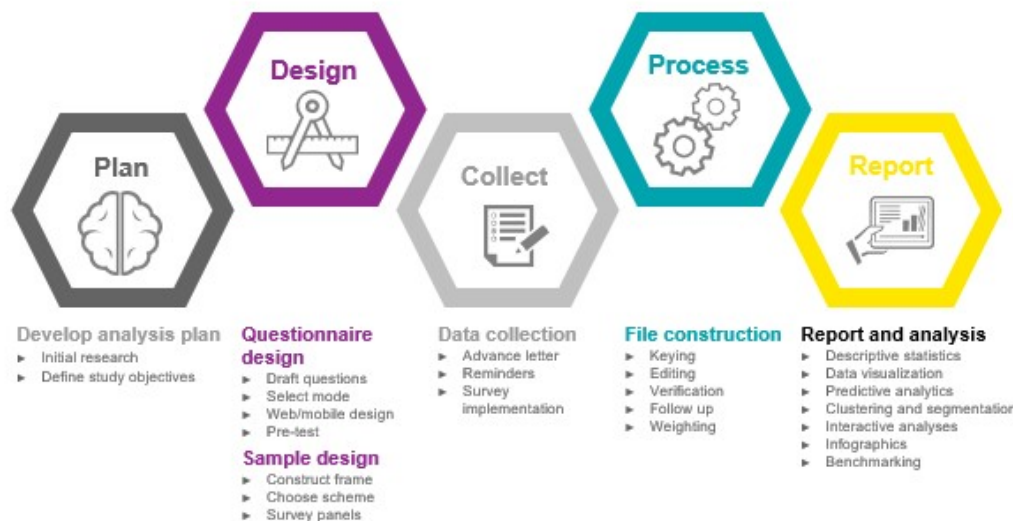 Plan
Design
Collect
Process
Report
Develop analysis plan
► Initial research
► Define study objectives
Questionnaire
design
► Draft questions
► Select mode
► Web/mobile design
► Pre-test
Sample design
► Construct frame
► Choose scheme
► Survey panels
Data collection
► Advance letter
► Reminders
► Survey
implementation
File construction
► Keying
► Editing
► Verification
► Follow up
► Weighting
Report and analysis
► Descriptive statistics
► Data visualization
► Predictive analytics
► Clustering and segmentation
► Interactive analyses
► Infographics
► Benchmarking